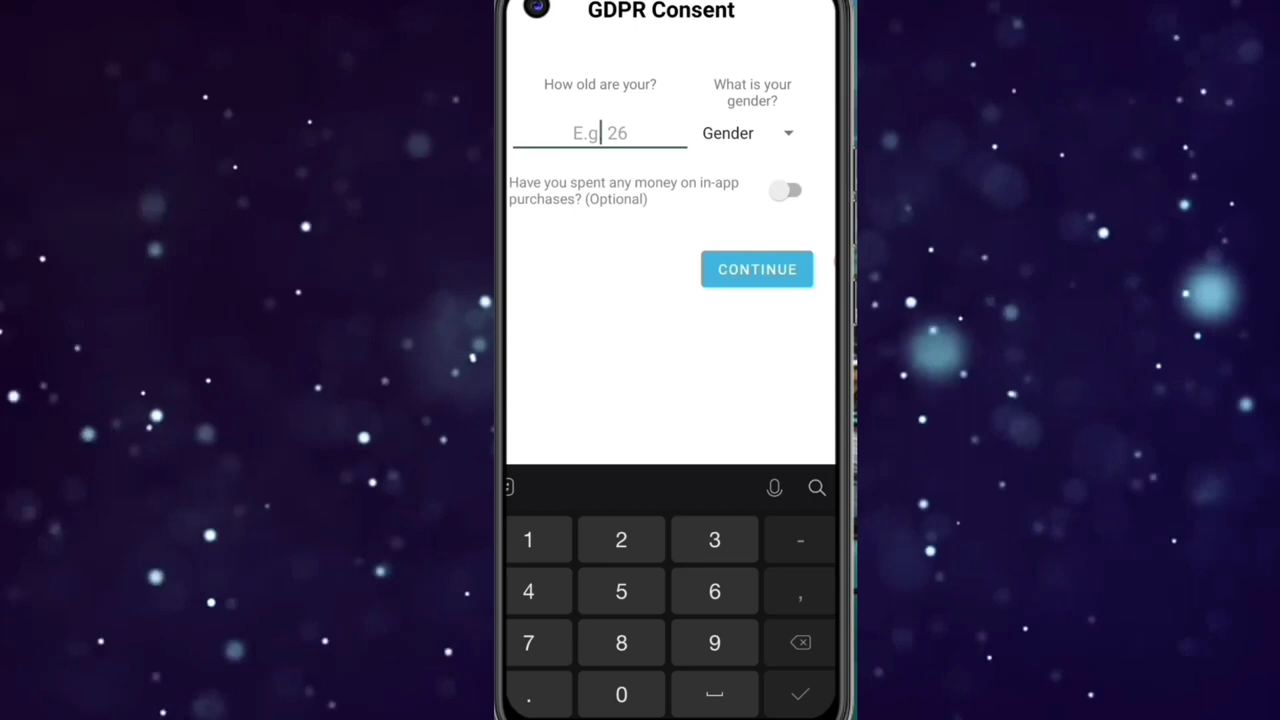 GDPR Consent
How old are your?
What is your
gender?
E.g 26
Gender
Have you spent any money on in-app
purchases? (Optional)
CONTINUE
1 2 3 -
4 5 6 ,
7 8 9
. 0